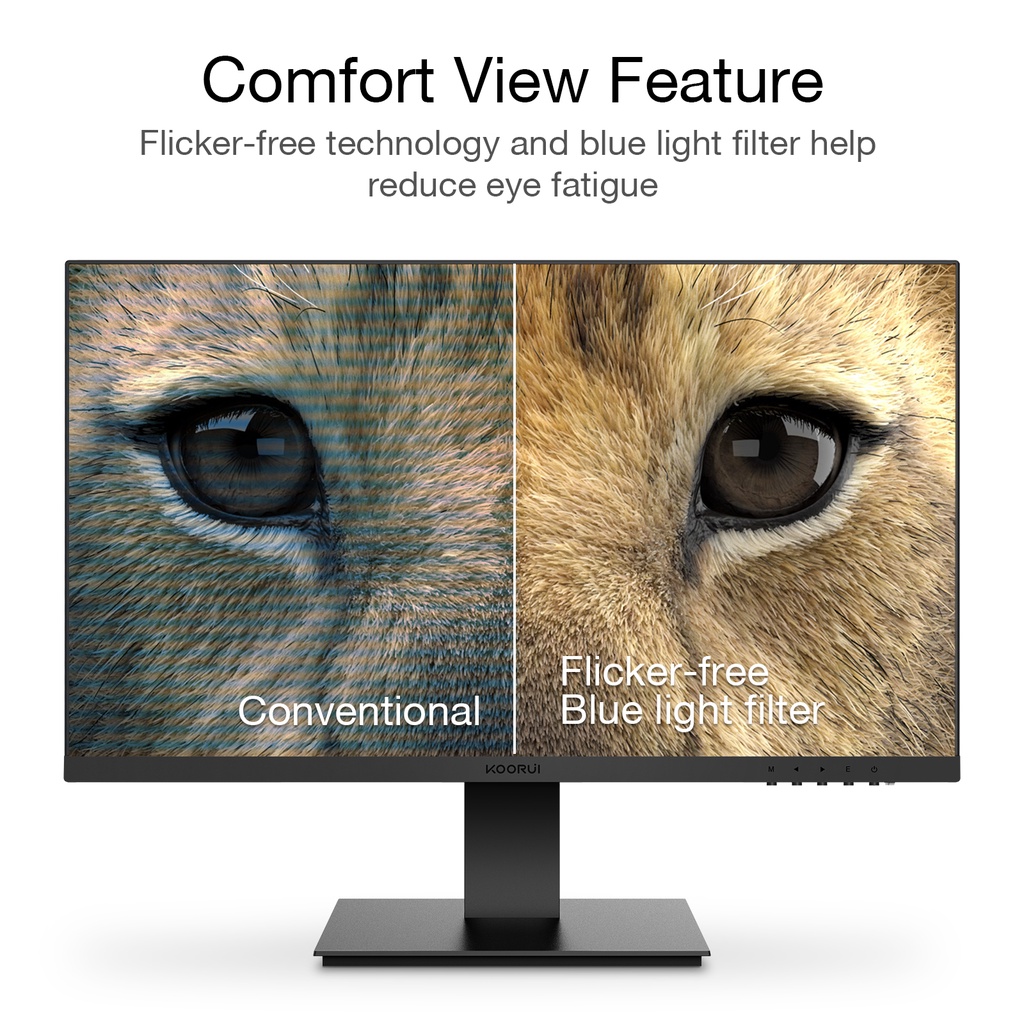 Comfort View Feature
Flicker-free technology and blue light filter help
reduce eye fatigue
Conventional
Flicker-free
Blue light filter
KOORUI
M ◄ ► E ⏻